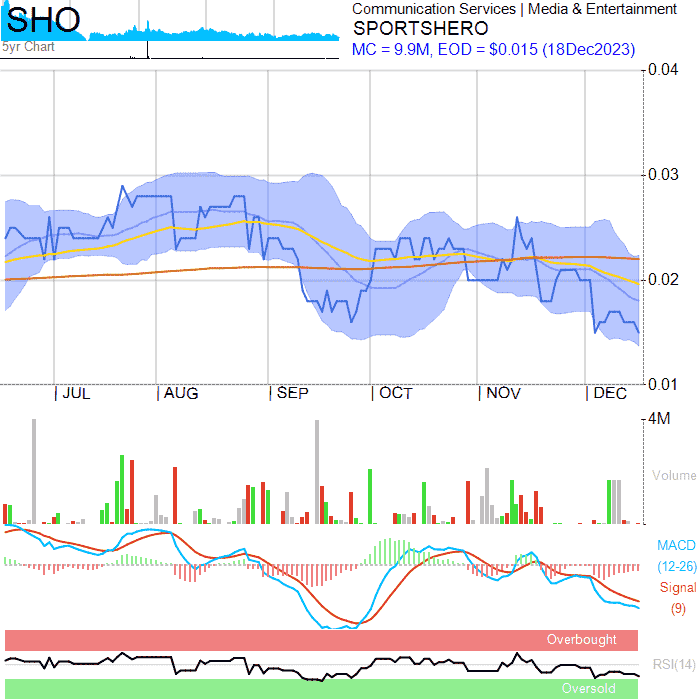 SHO
5yr Chart
Communication Services | Media & Entertainment
SPORTSHERO
MC = 9.9M, EOD = $0.015 (18Dec2023)
0.04
0.03
0.02
0.01
| JUL | AUG | SEP | OCT | NOV | DEC
4M
Volume
MACD
(12-26)
Signal
(9)
Overbought
RSI(14)
Oversold